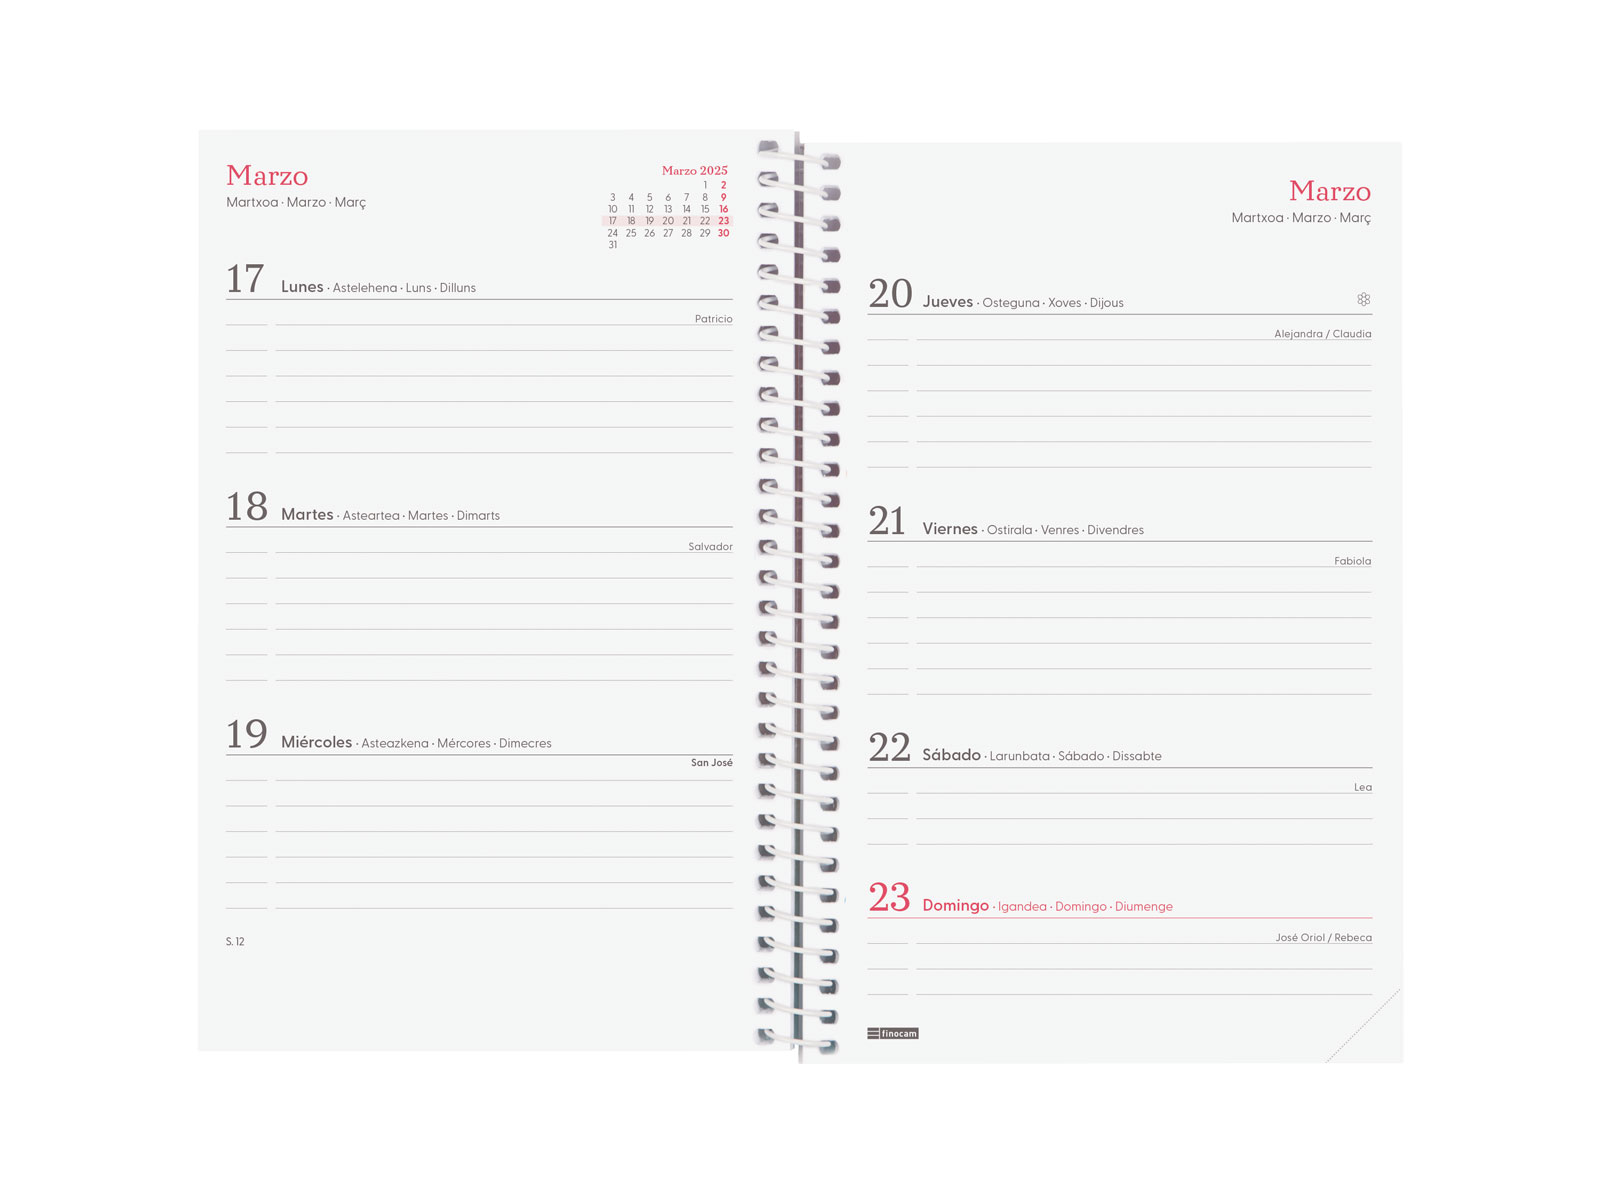 Marzo
Martxoa · Marzo · Març
Marzo 2025
1 2
3 4 5 6 7 8 9
10 11 12 13 14 15 16
17 18 19 20 21 22 23
24 25 26 27 28 29 30
31
17 Lunes · Astelehena · Luns · Dilluns
Patricio
18 Martes · Asteartea · Martes · Dimarts
Salvador
19 Miércoles · Asteazkena · Mércores · Dimecres
San José
S. 12
Marzo
Martxoa · Marzo · Març
20 Jueves · Osteguna · Xoves · Dijous
Alejandra / Claudia
21 Viernes · Ostirala · Venres · Divendres
Fabiola
22 Sábado · Larunbata · Sábado · Dissabte
Lea
23 Domingo · Igandea · Domingo · Diumenge
José Oriol / Rebeca
finocam